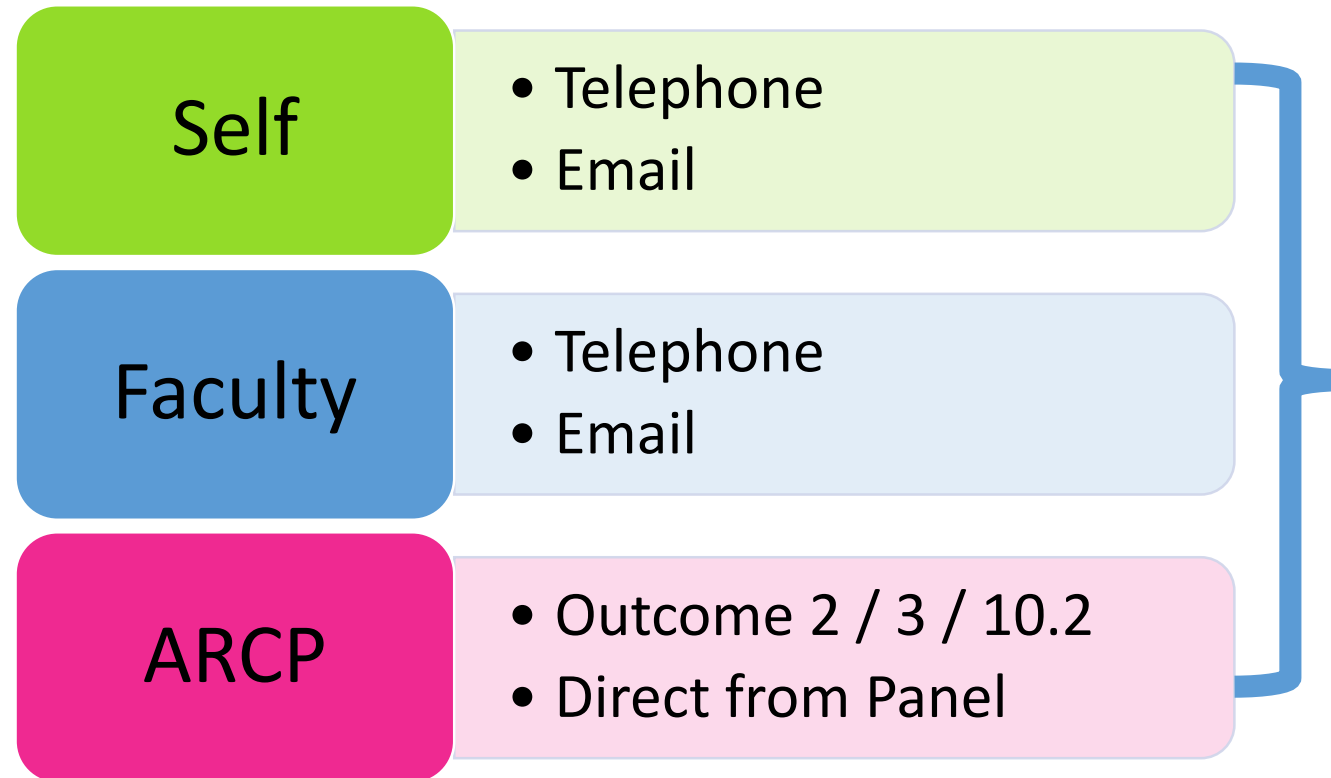 Self
• Telephone
• Email
Faculty
• Telephone
• Email
ARCP
• Outcome 2 / 3 / 10.2
• Direct from Panel